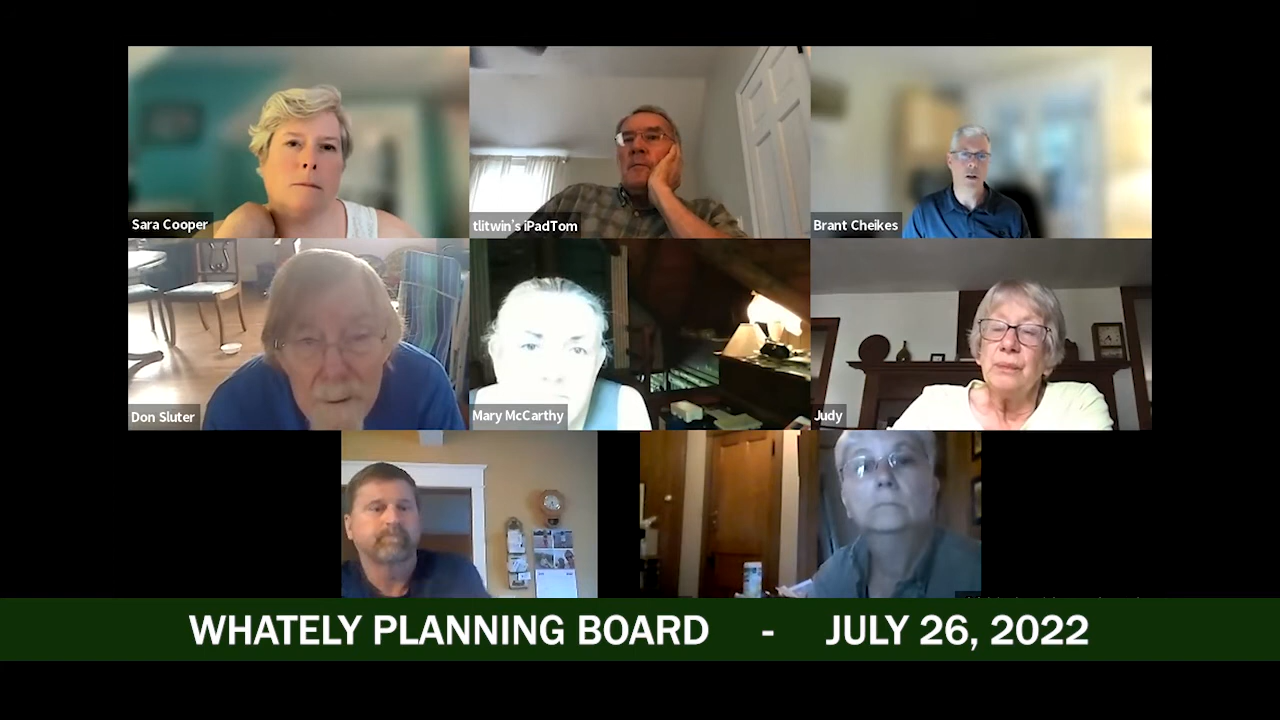 Sara Cooper
tlitwin's iPadTom
Brant Cheikes
Don Sluter
Mary McCarthy
Judy
WHATELY PLANNING BOARD - JULY 26, 2022